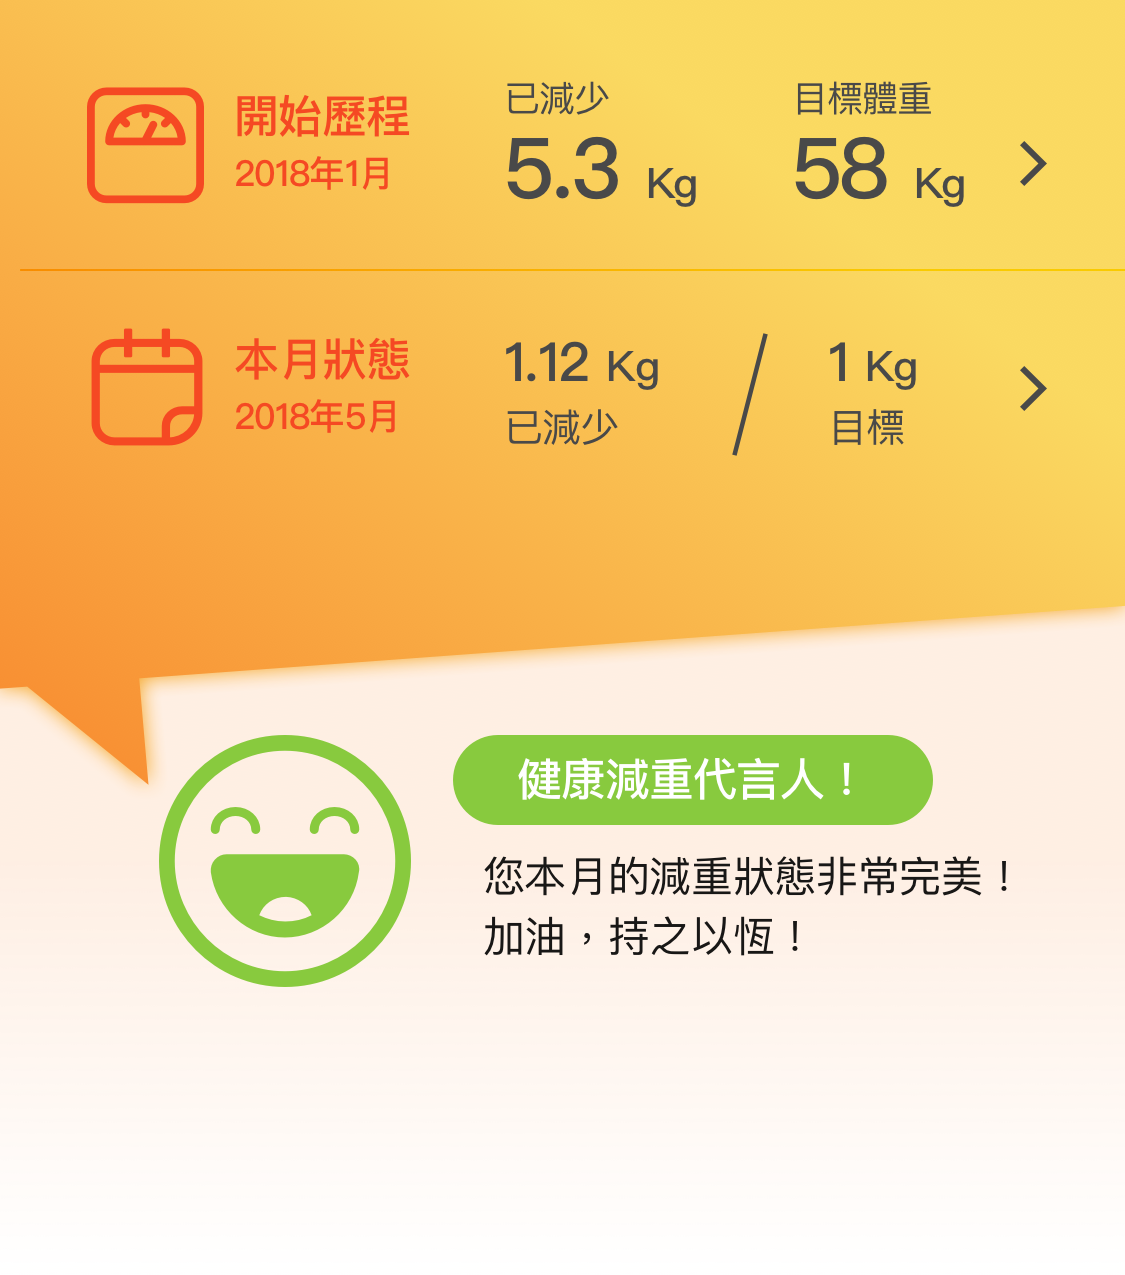 開始歷程
2018年1月
已減少
5.3 Kg
目標體重
58 Kg
本月狀態
2018年5月
1.12 Kg
已減少
1 Kg
目標
健康減重代言人！
您本月的減重狀態非常完美！
加油，持之以恆！